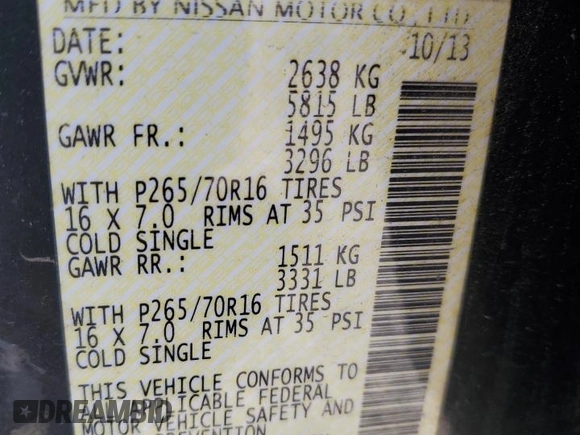 MFD BY NISSAN MOTOR CO., LTD.
DATE: 10/13
GVWR: 2638 KG
5815 LB
GAWR FR.: 1495 KG
3296 LB
WITH P265/70R16 TIRES
16 X 7.0 RIMS AT 35 PSI
COLD SINGLE
GAWR RR.: 1511 KG
3331 LB
WITH P265/70R16 TIRES
16 X 7.0 RIMS AT 35 PSI
COLD SINGLE
THIS VEHICLE CONFORMS TO
APPLICABLE FEDERAL
MOTOR VEHICLE SAFETY AND
PREVENTION
DREAMBID